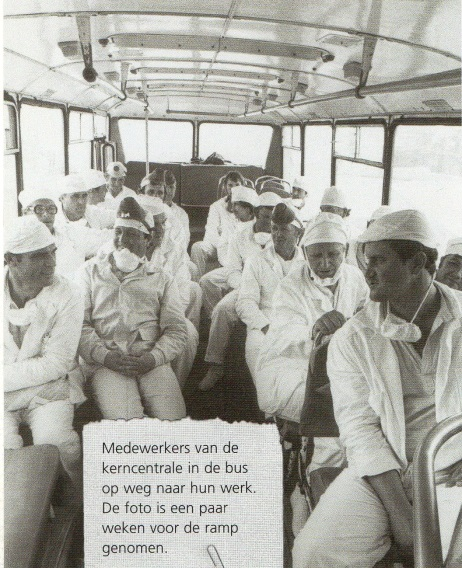 Medewerkers van de
kerncentrale in de bus
op weg naar hun werk.
De foto is een paar
weken voor de ramp
genomen.